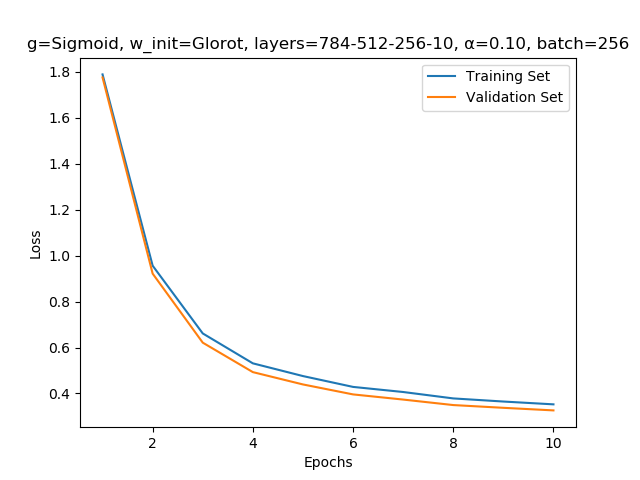 g=Sigmoid, w_init=Glorot, layers=784-512-256-10, α=0.10, batch=256
Training Set
Validation Set
1.8
1.6
1.4
1.2
1.0
0.8
0.6
0.4
Loss
2 4 6 8 10
Epochs